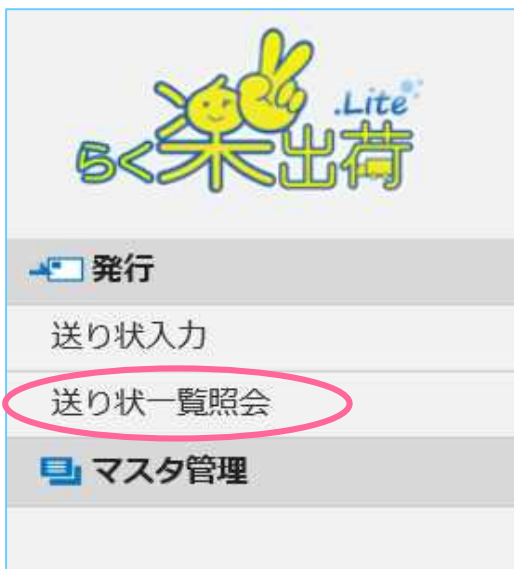 .Lite
らく楽出荷
発行
送り状入力
送り状一覧照会
マスタ管理